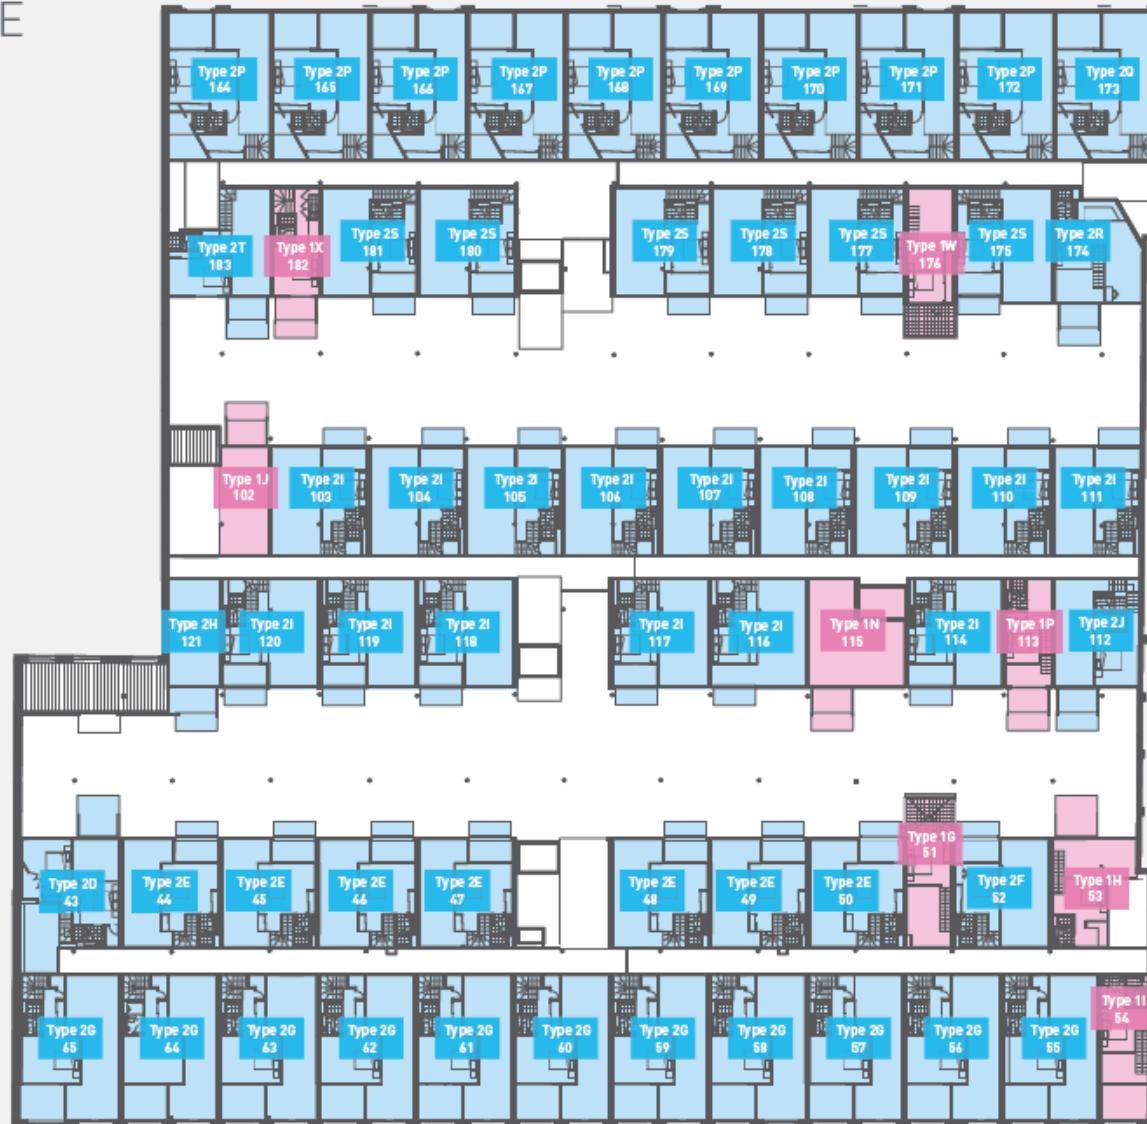 E
Type 2P
164
Type 2P
165
Type 2P
166
Type 2P
167
Type 2P
168
Type 2P
169
Type 2P
170
Type 2P
171
Type 2P
172
Type 2Q
173
Type 2T
183
Type 1X
182
Type 2S
181
Type 2S
180
Type 2S
179
Type 2S
178
Type 2S
177
Type 1W
176
Type 2S
175
Type 2R
174
Type 1J
102
Type 2I
103
Type 2I
104
Type 2I
105
Type 2I
106
Type 2I
107
Type 2I
108
Type 2I
109
Type 2I
110
Type 2I
111
Type 2H
121
Type 2I
120
Type 2I
119
Type 2I
118
Type 2I
117
Type 2I
116
Type 1N
115
Type 2I
114
Type 1P
113
Type 2J
112
Type 2D
43
Type 2E
44
Type 2E
45
Type 2E
46
Type 2E
47
Type 2E
48
Type 2E
49
Type 2E
50
Type 1G
51
Type 2F
52
Type 1H
53
Type 2G
65
Type 2G
64
Type 2G
63
Type 2G
62
Type 2G
61
Type 2G
60
Type 2G
59
Type 2G
58
Type 2G
57
Type 2G
56
Type 2G
55
Type 1I
54